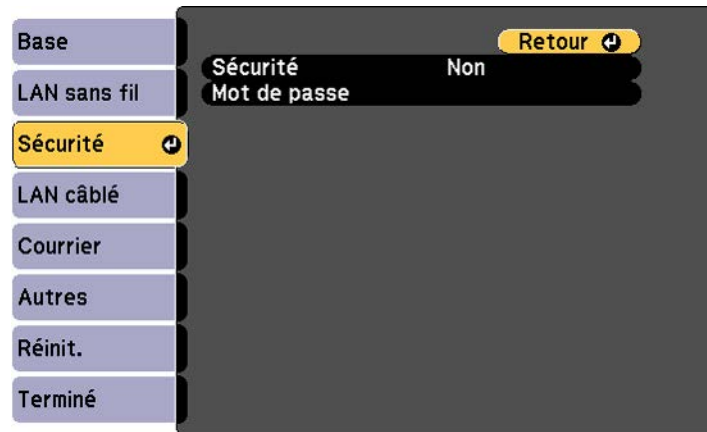 Base
LAN sans fil
Sécurité
LAN câblé
Courrier
Autres
Réinit.
Terminé
Retour
Sécurité Non
Mot de passe